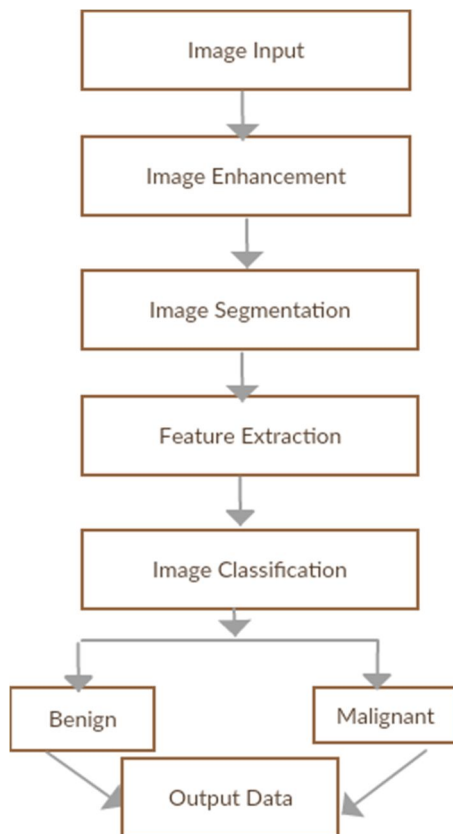 Image Input
Image Enhancement
Image Segmentation
Feature Extraction
Image Classification
Benign
Malignant
Output Data